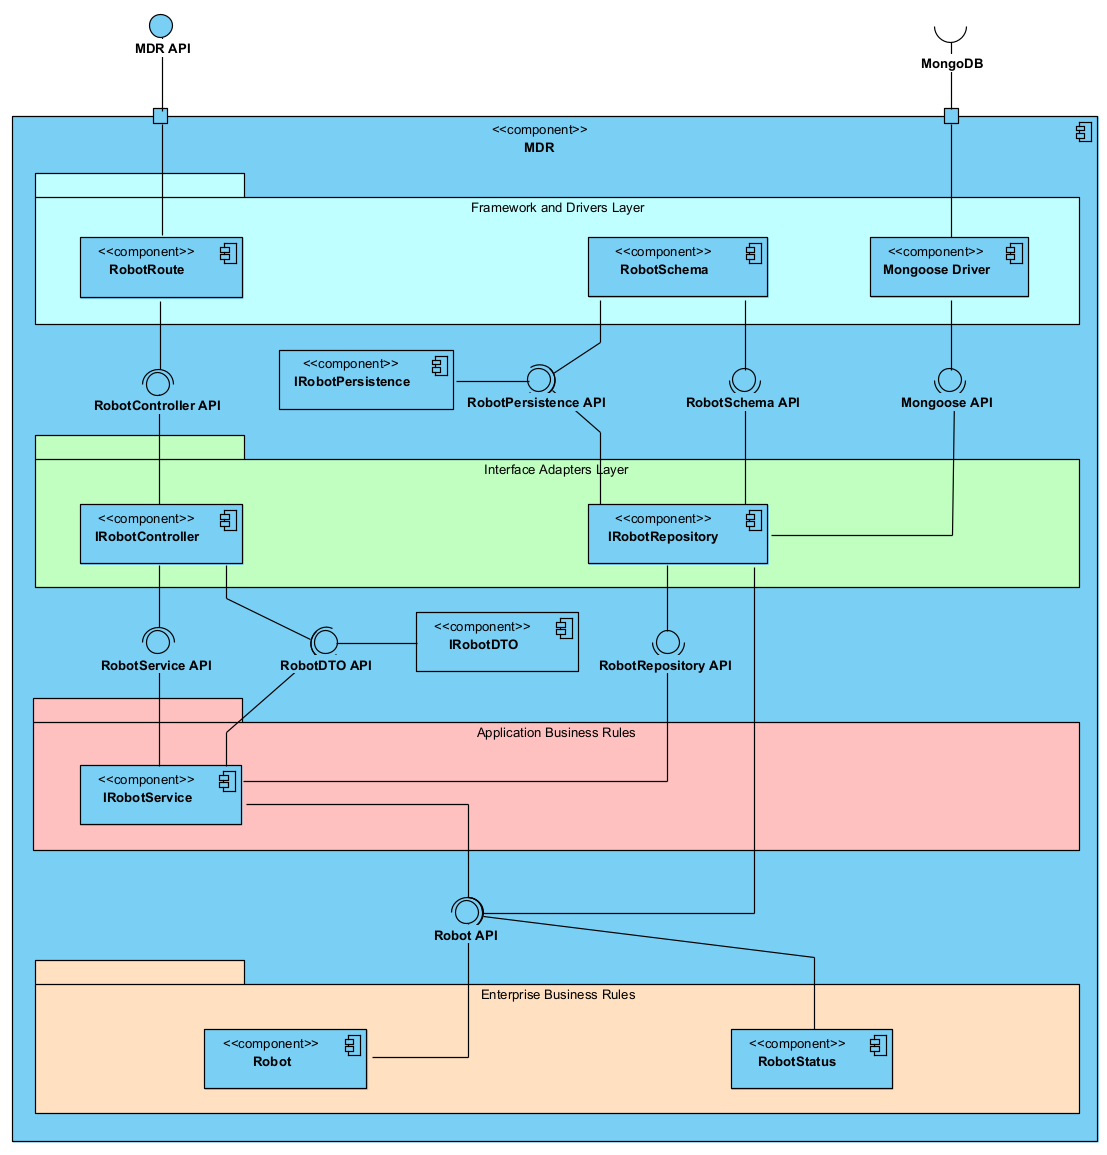 MDR API
MongoDB
<<component>>
MDR
Framework and Drivers Layer
<<component>>
RobotRoute
<<component>>
RobotSchema
<<component>>
Mongoose Driver
<<component>>
IRobotPersistence
RobotController API
RobotPersistence API
RobotSchema API
Mongoose API
Interface Adapters Layer
<<component>>
IRobotController
<<component>>
IRobotRepository
<<component>>
IRobotDTO
RobotService API
RobotDTO API
RobotRepository API
Application Business Rules
<<component>>
IRobotService
Robot API
Enterprise Business Rules
<<component>>
Robot
<<component>>
RobotStatus